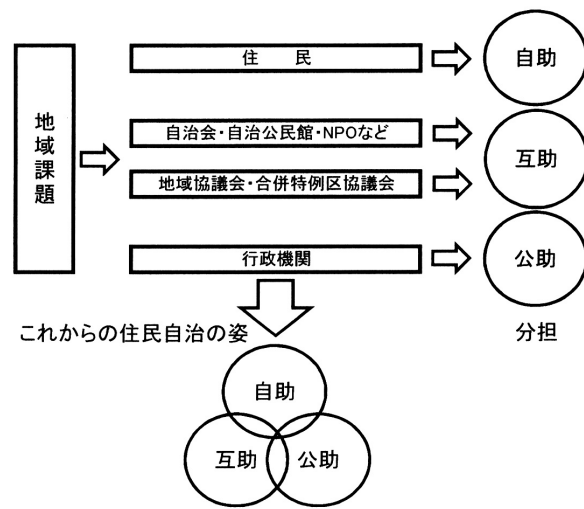 地域課題
住　民
自助
自治会・自治公民館・NPOなど
互助
地域協議会・合併特例区協議会
行政機関
公助
これからの住民自治の姿
分担
自助
互助
公助